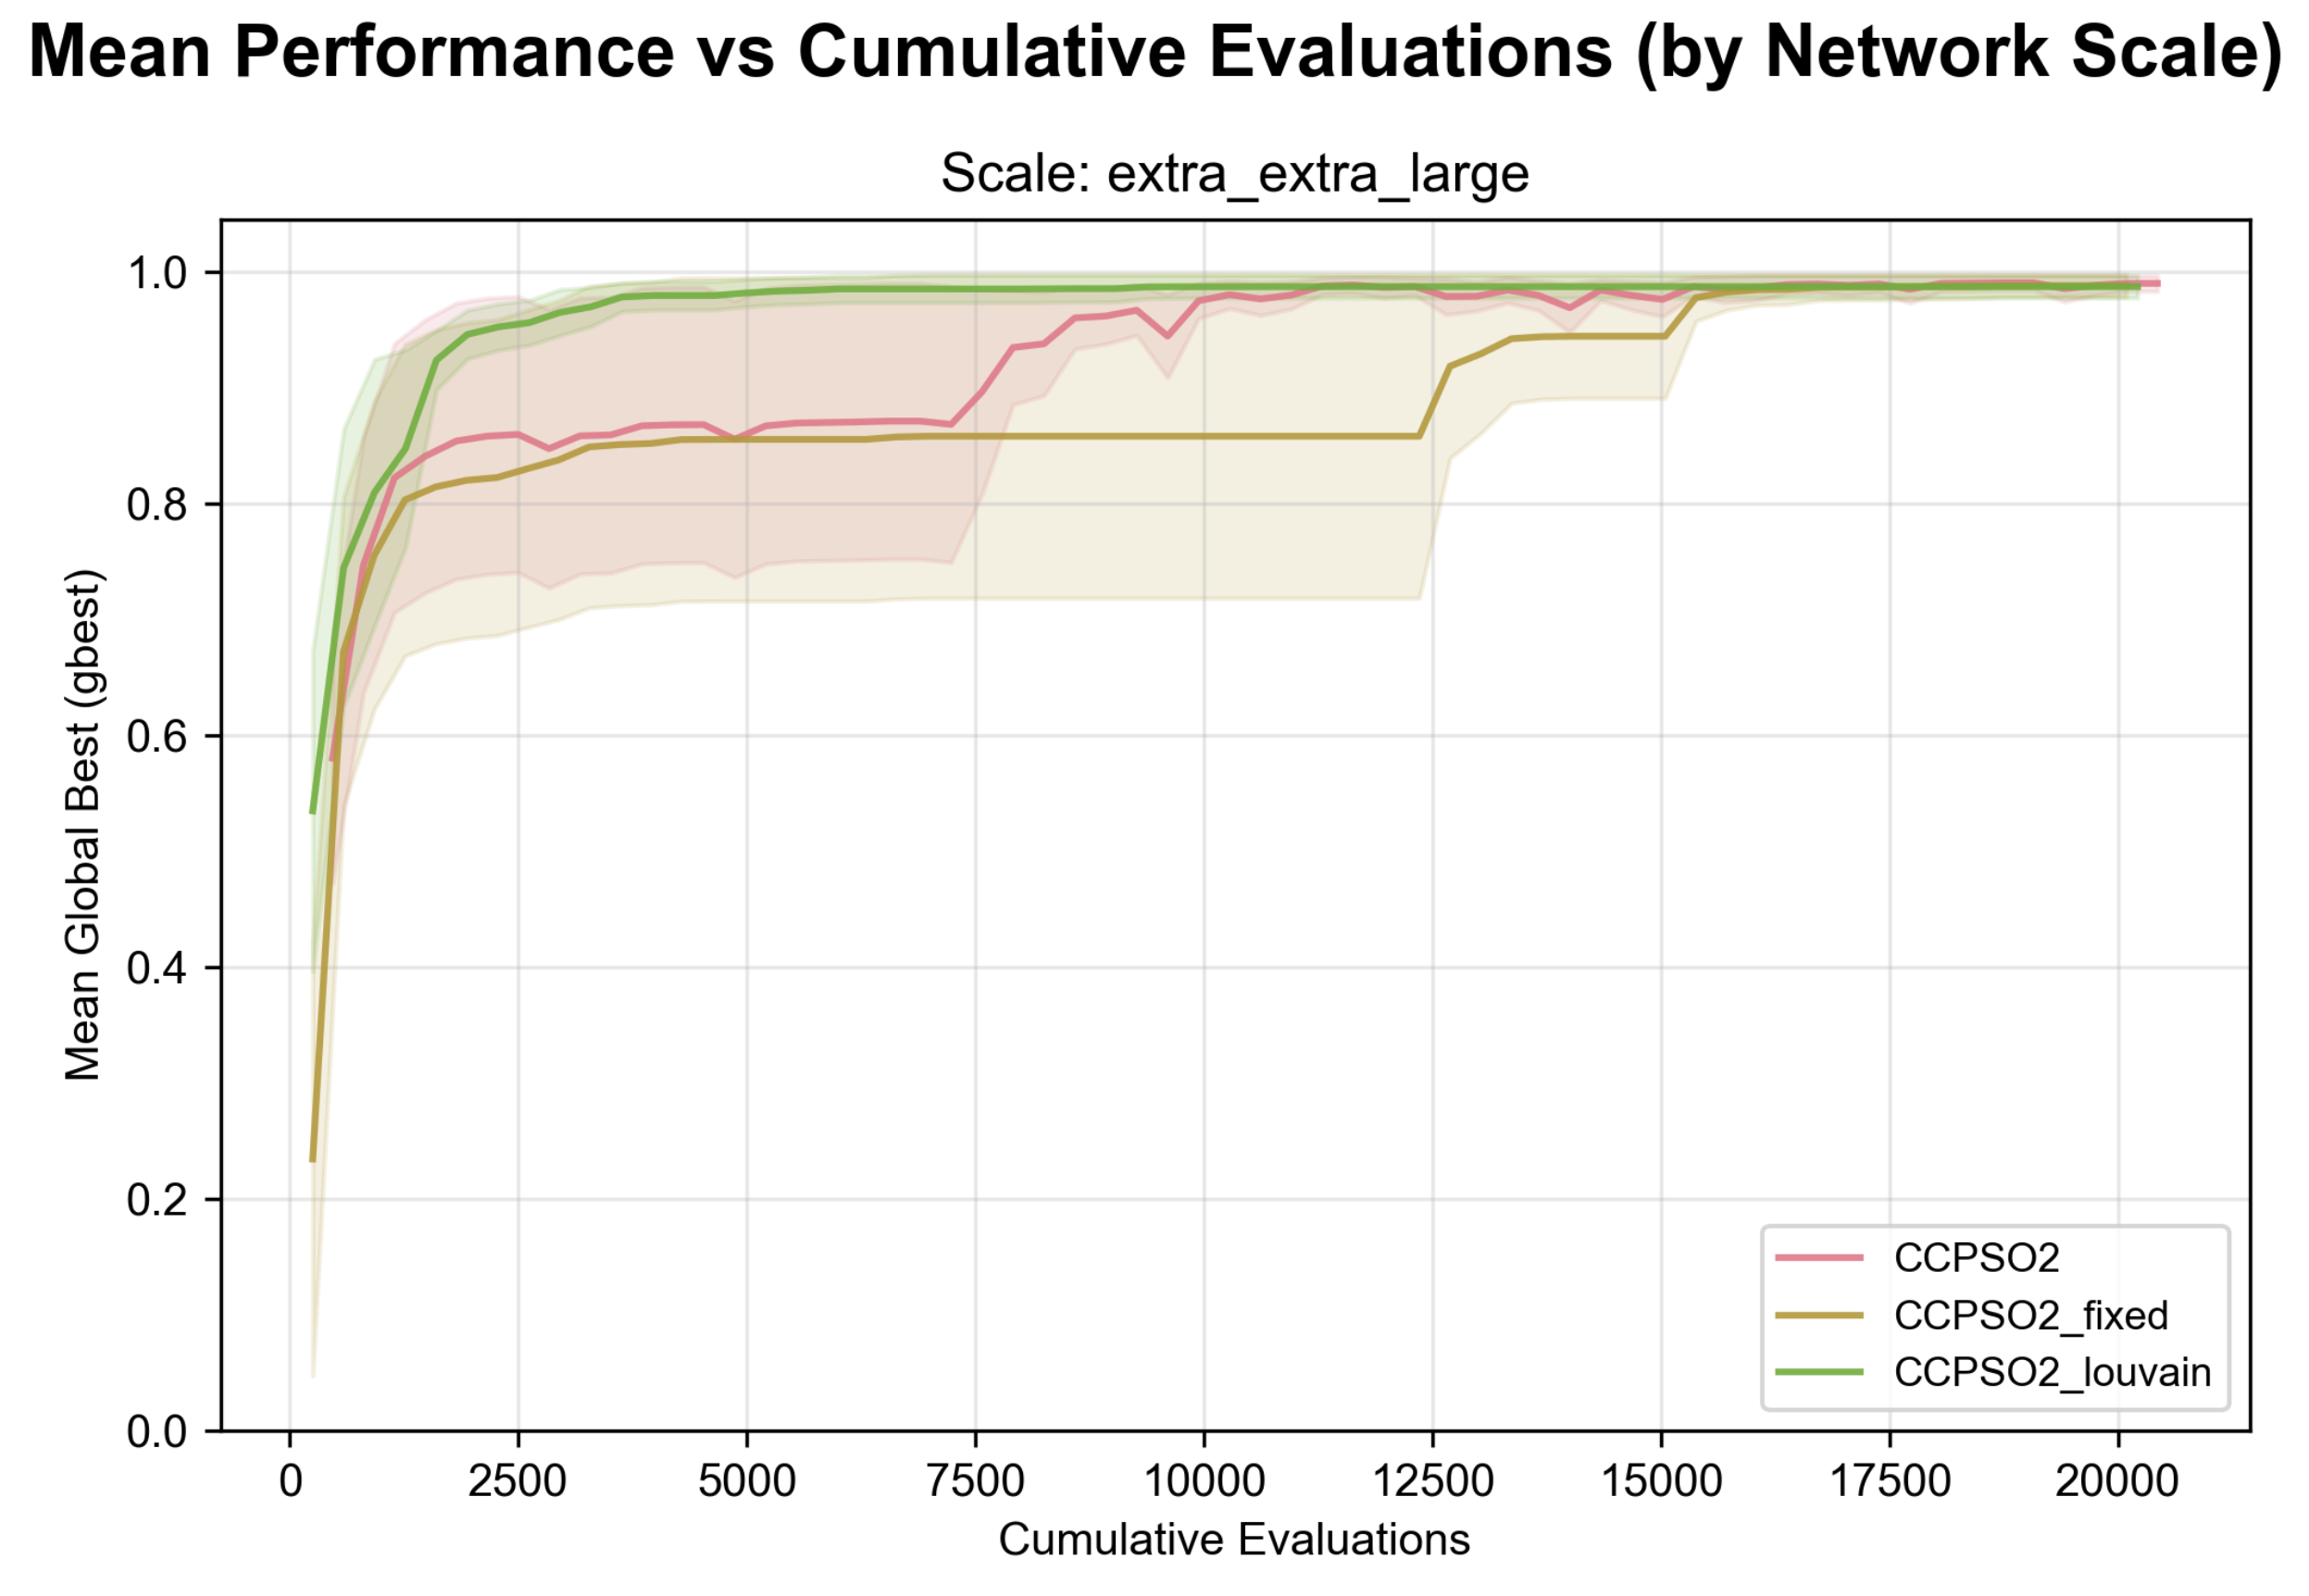 Mean Performance vs Cumulative Evaluations (by Network Scale)
Scale: extra_extra_large
1.0
0.8
0.6
0.4
0.2
0.0
Mean Global Best (gbest)
0 2500 5000 7500 10000 12500 15000 17500 20000
Cumulative Evaluations
CCPSO2
CCPSO2_fixed
CCPSO2_louvain